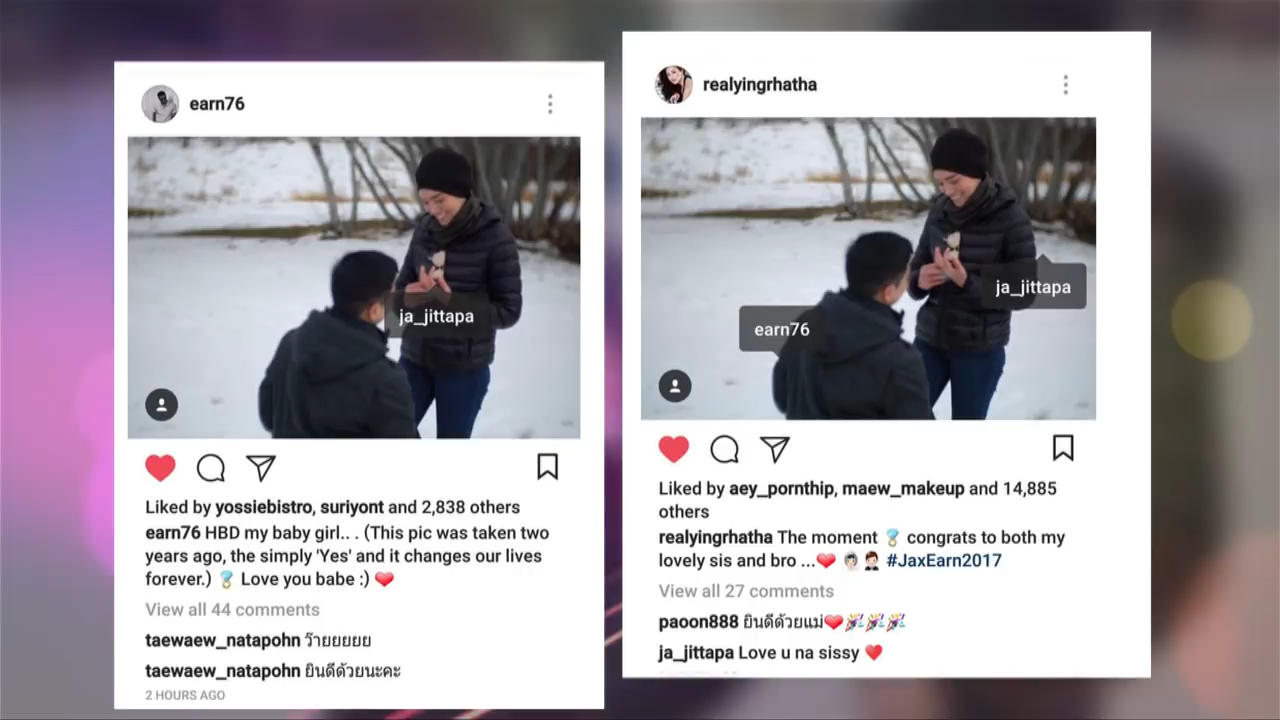 earn76
ja_jittapa
Liked by yossiebistro, suriyont and 2,838 others
earn76 HBD my baby girl.. . (This pic was taken two
years ago, the simply 'Yes' and it changes our lives
forever.) 💍 Love you babe :) ❤️
View all 44 comments
taewaew_natapohn ว๊ายยยยย
taewaew_natapohn ยินดีด้วยนะคะ
2 HOURS AGO
realyingrhatha
ja_jittapa
earn76
Liked by aey_pornthip, maew_makeup and 14,885
others
realyingrhatha The moment 💍 congrats to both my
lovely sis and bro ...❤️ 👰🤵 #JaxEarn2017
View all 27 comments
paoon888 ยินดีด้วยแม่❤️🎉🎉🎉
ja_jittapa Love u na sissy ❤️